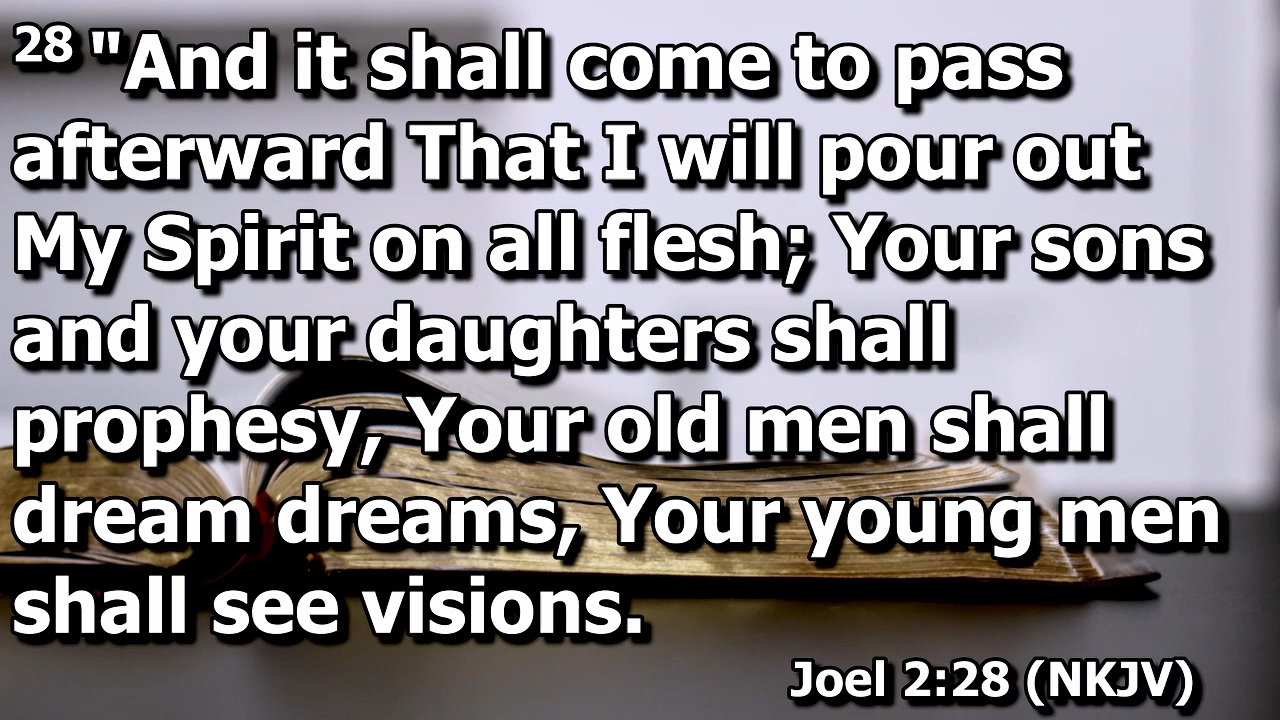 28 "And it shall come to pass
afterward That I will pour out
My Spirit on all flesh; Your sons
and your daughters shall
prophesy, Your old men shall
dream dreams, Your young men
shall see visions.
Joel 2:28 (NKJV)